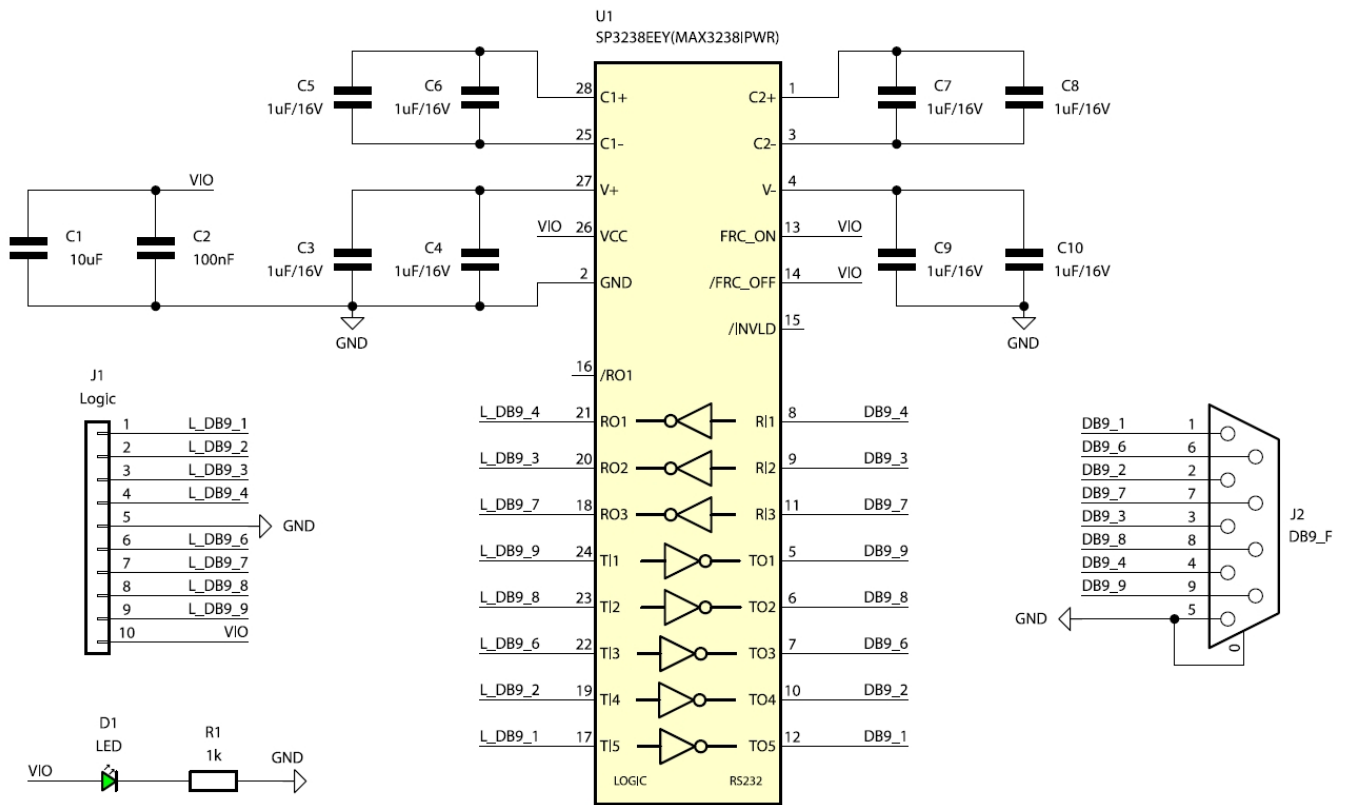 U1
SP3238EEY(MAX3238IPWR)
C5
1uF/16V
C6
1uF/16V
28
C1+
25
C1-
C2+
1
C2-
3
C7
1uF/16V
C8
1uF/16V
VIO
C1
10uF
C2
100nF
C3
1uF/16V
C4
1uF/16V
GND
27
V+
VIO
26
VCC
2
GND
V-
4
FRC_ON
13
VIO
/FRC_OFF
14
VIO
/INVLD
15
C9
1uF/16V
C10
1uF/16V
GND
16
/RO1
L_DB9_4 21 RO1 RI1 8 DB9_4
L_DB9_3 20 RO2 RI2 9 DB9_3
L_DB9_7 18 RO3 RI3 11 DB9_7
L_DB9_9 24 TI1 TO1 5 DB9_9
L_DB9_8 23 TI2 TO2 6 DB9_8
L_DB9_6 22 TI3 TO3 7 DB9_6
L_DB9_2 19 TI4 TO4 10 DB9_2
L_DB9_1 17 TI5 TO5 12 DB9_1
LOGIC RS232
J1
Logic
1 L_DB9_1
2 L_DB9_2
3 L_DB9_3
4 L_DB9_4
5 GND
6 L_DB9_6
7 L_DB9_7
8 L_DB9_8
9 L_DB9_9
10 VIO
DB9_1 1
DB9_6 6
DB9_2 2
DB9_7 7
DB9_3 3
DB9_8 8
DB9_4 4
DB9_9 9
GND 5
0
J2
DB9_F
D1
LED
R1
1k
VIO
GND